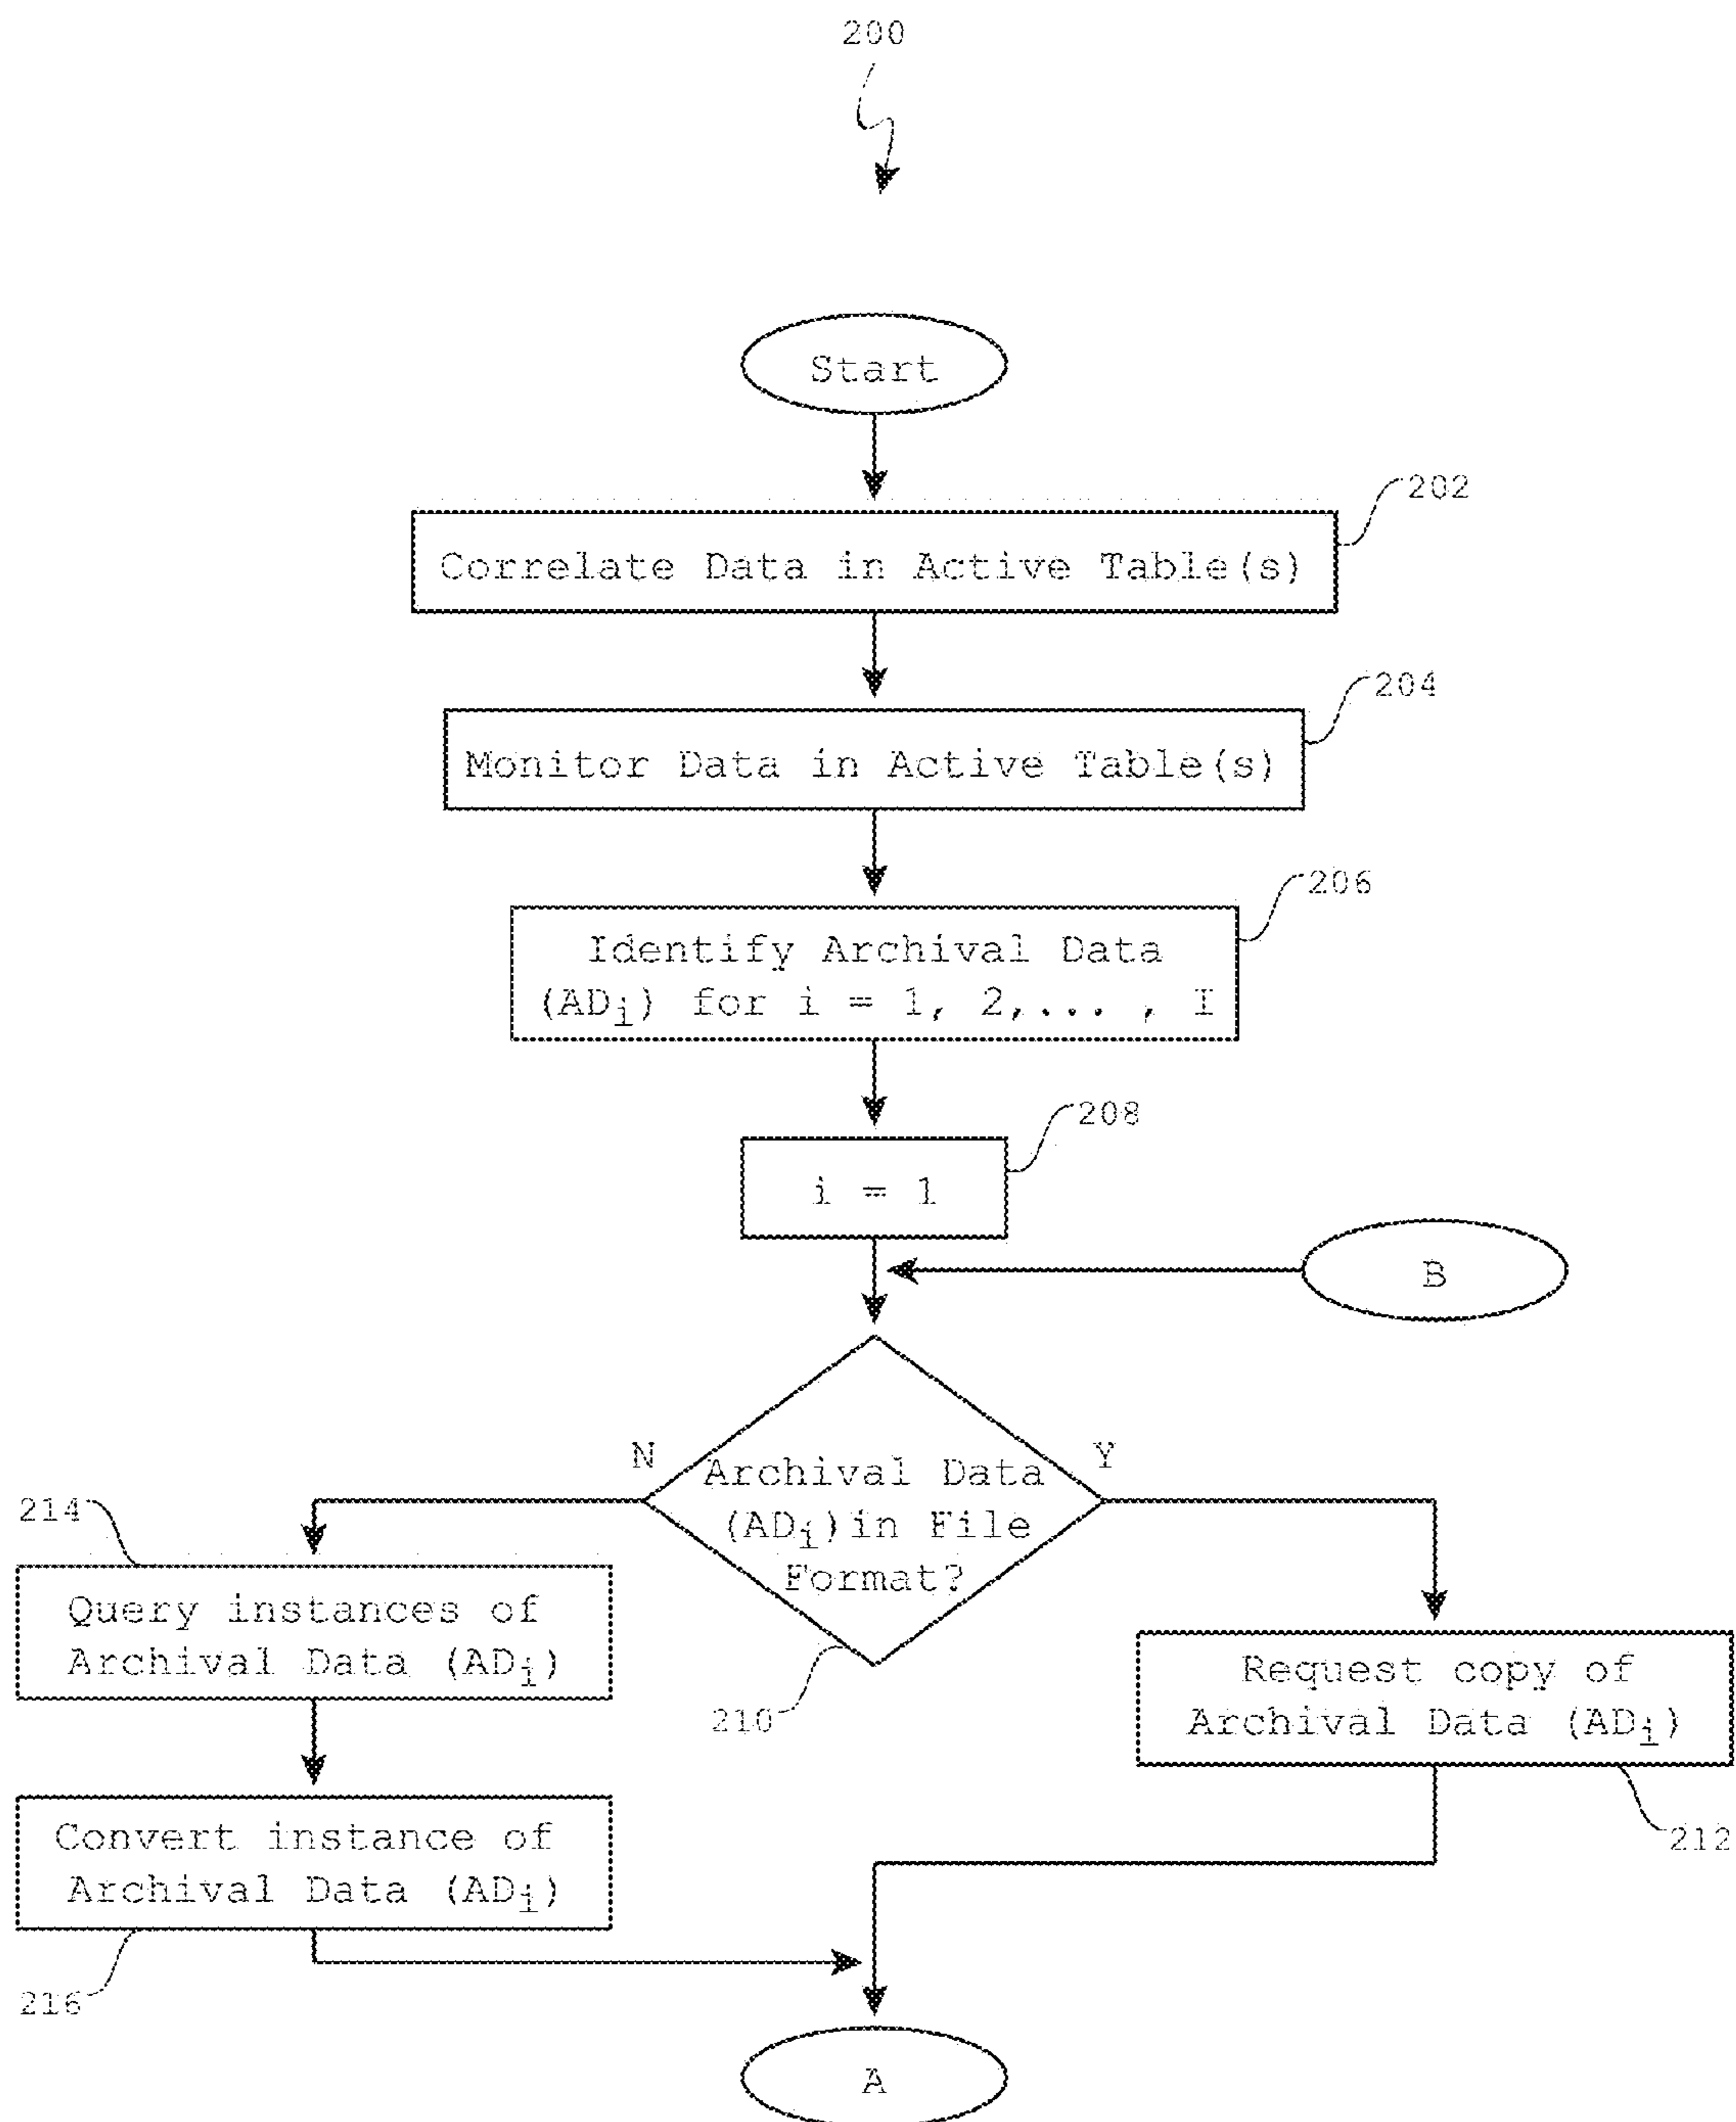 200
Start
202
Correlate Data in Active Table(s)
204
Monitor Data in Active Table(s)
206
Identify Archival Data
(ADi) for i = 1, 2,... , I
208
i = 1
B
N
Y
Archival Data
(ADi)in File
Format?
214
Query instances of
Archival Data (ADi)
210
Request copy of
Archival Data (ADi)
212
Convert instance of
Archival Data (ADi)
216
A